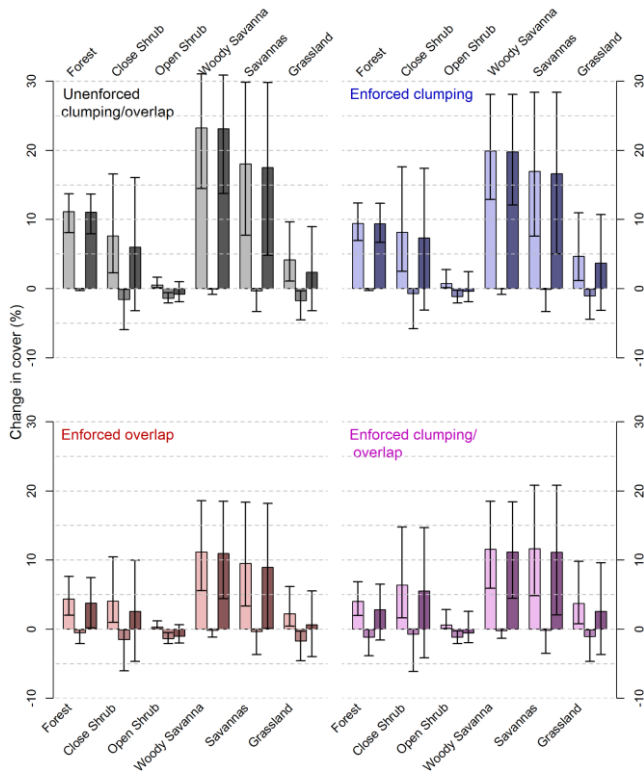 Forest
Close Shrub
Open Shrub
Woody Savanna
Savannas
Grassland
Forest
Close Shrub
Open Shrub
Woody Savanna
Savannas
Grassland
Unenforced
clumping/overlap
Enforced clumping
30
20
10
0
-10
30
20
10
0
-10
Change in cover (%)
Enforced overlap
Enforced clumping/
overlap
30
20
10
0
-10
30
20
10
0
-10
Forest
Close Shrub
Open Shrub
Woody Savanna
Savannas
Grassland
Forest
Close Shrub
Open Shrub
Woody Savanna
Savannas
Grassland